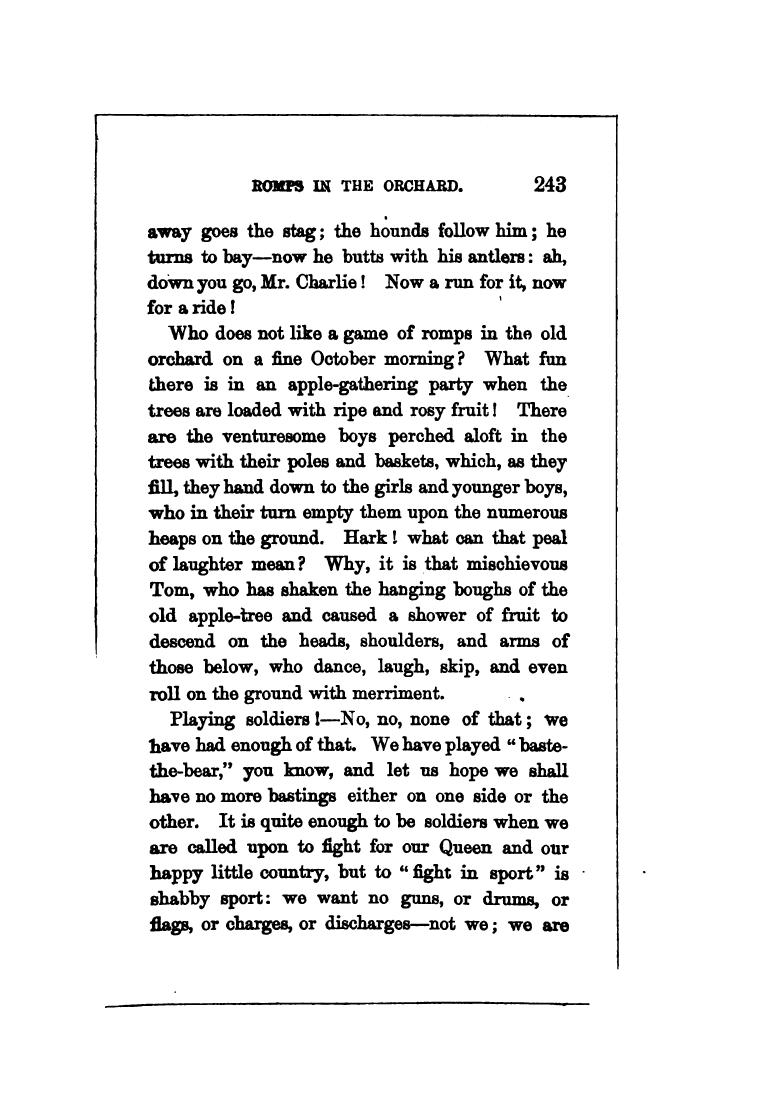 ROMPS IN THE ORCHARD. 243
away goes the stag; the hounds follow him; he
turns to bay—now he butts with his antlers: ah,
down you go, Mr. Charlie! Now a run for it, now
for a ride!
Who does not like a game of romps in the old
orchard on a fine October morning? What fun
there is in an apple-gathering party when the
trees are loaded with ripe and rosy fruit! There
are the venturesome boys perched aloft in the
trees with their poles and baskets, which, as they
fill, they hand down to the girls and younger boys,
who in their turn empty them upon the numerous
heaps on the ground. Hark! what can that peal
of laughter mean? Why, it is that mischievous
Tom, who has shaken the hanging boughs of the
old apple-tree and caused a shower of fruit to
descend on the heads, shoulders, and arms of
those below, who dance, laugh, skip, and even
roll on the ground with merriment.
Playing soldiers!—No, no, none of that; we
have had enough of that. We have played "baste-
the-bear," you know, and let us hope we shall
have no more bastings either on one side or the
other. It is quite enough to be soldiers when we
are called upon to fight for our Queen and our
happy little country, but to "fight in sport" is
shabby sport: we want no guns, or drums, or
flags, or charges, or discharges—not we; we are